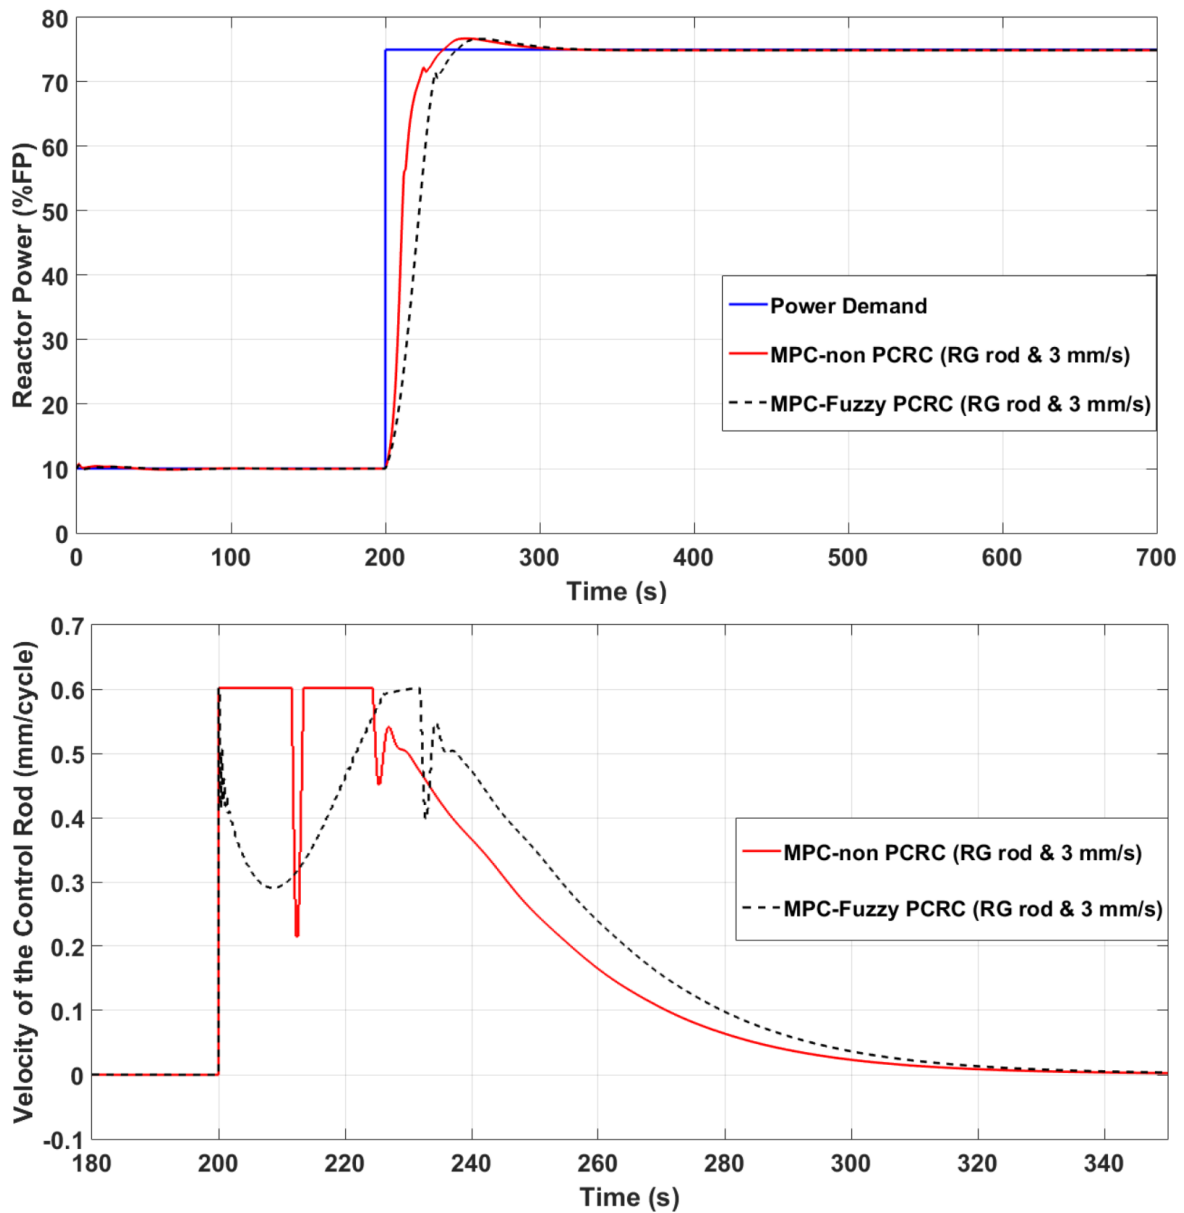 80
70
60
50
40
30
20
10
0
Reactor Power (%FP)
Power Demand
MPC-non PCRC (RG rod & 3 mm/s)
MPC-Fuzzy PCRC (RG rod & 3 mm/s)
0 100 200 300 400 500 600 700
Time (s)
0.7
0.6
0.5
0.4
0.3
0.2
0.1
0
-0.1
Velocity of the Control Rod (mm/cycle)
MPC-non PCRC (RG rod & 3 mm/s)
MPC-Fuzzy PCRC (RG rod & 3 mm/s)
180 200 220 240 260 280 300 320 340
Time (s)